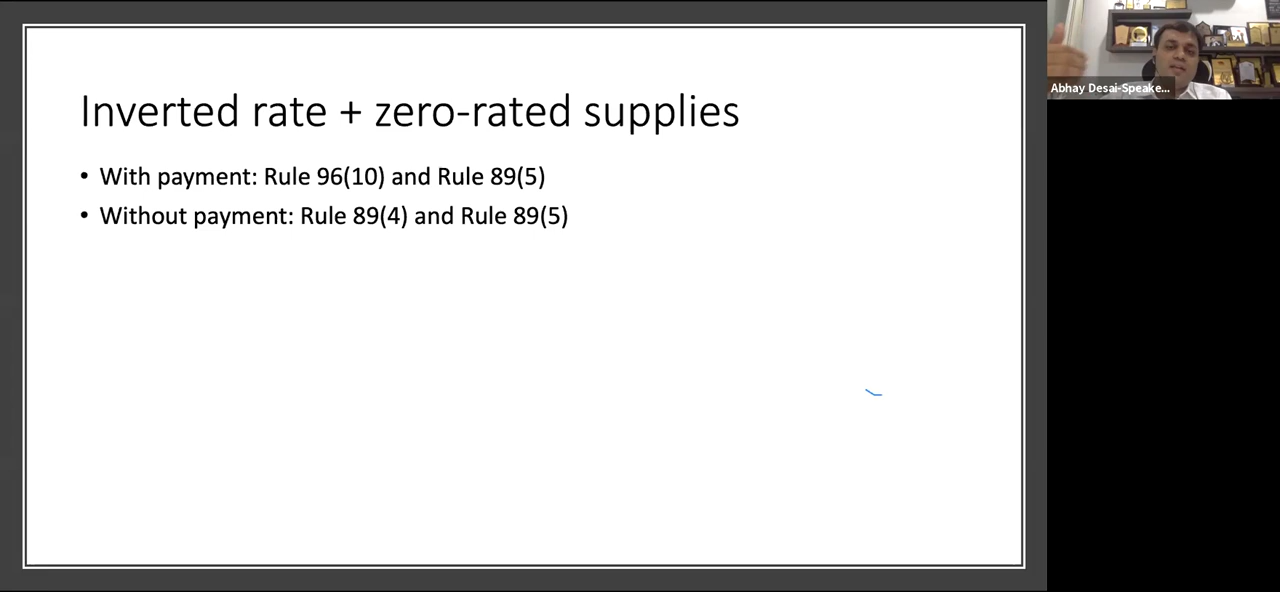 Inverted rate + zero-rated supplies
• With payment: Rule 96(10) and Rule 89(5)
• Without payment: Rule 89(4) and Rule 89(5)
Abhay Desai-Speake...